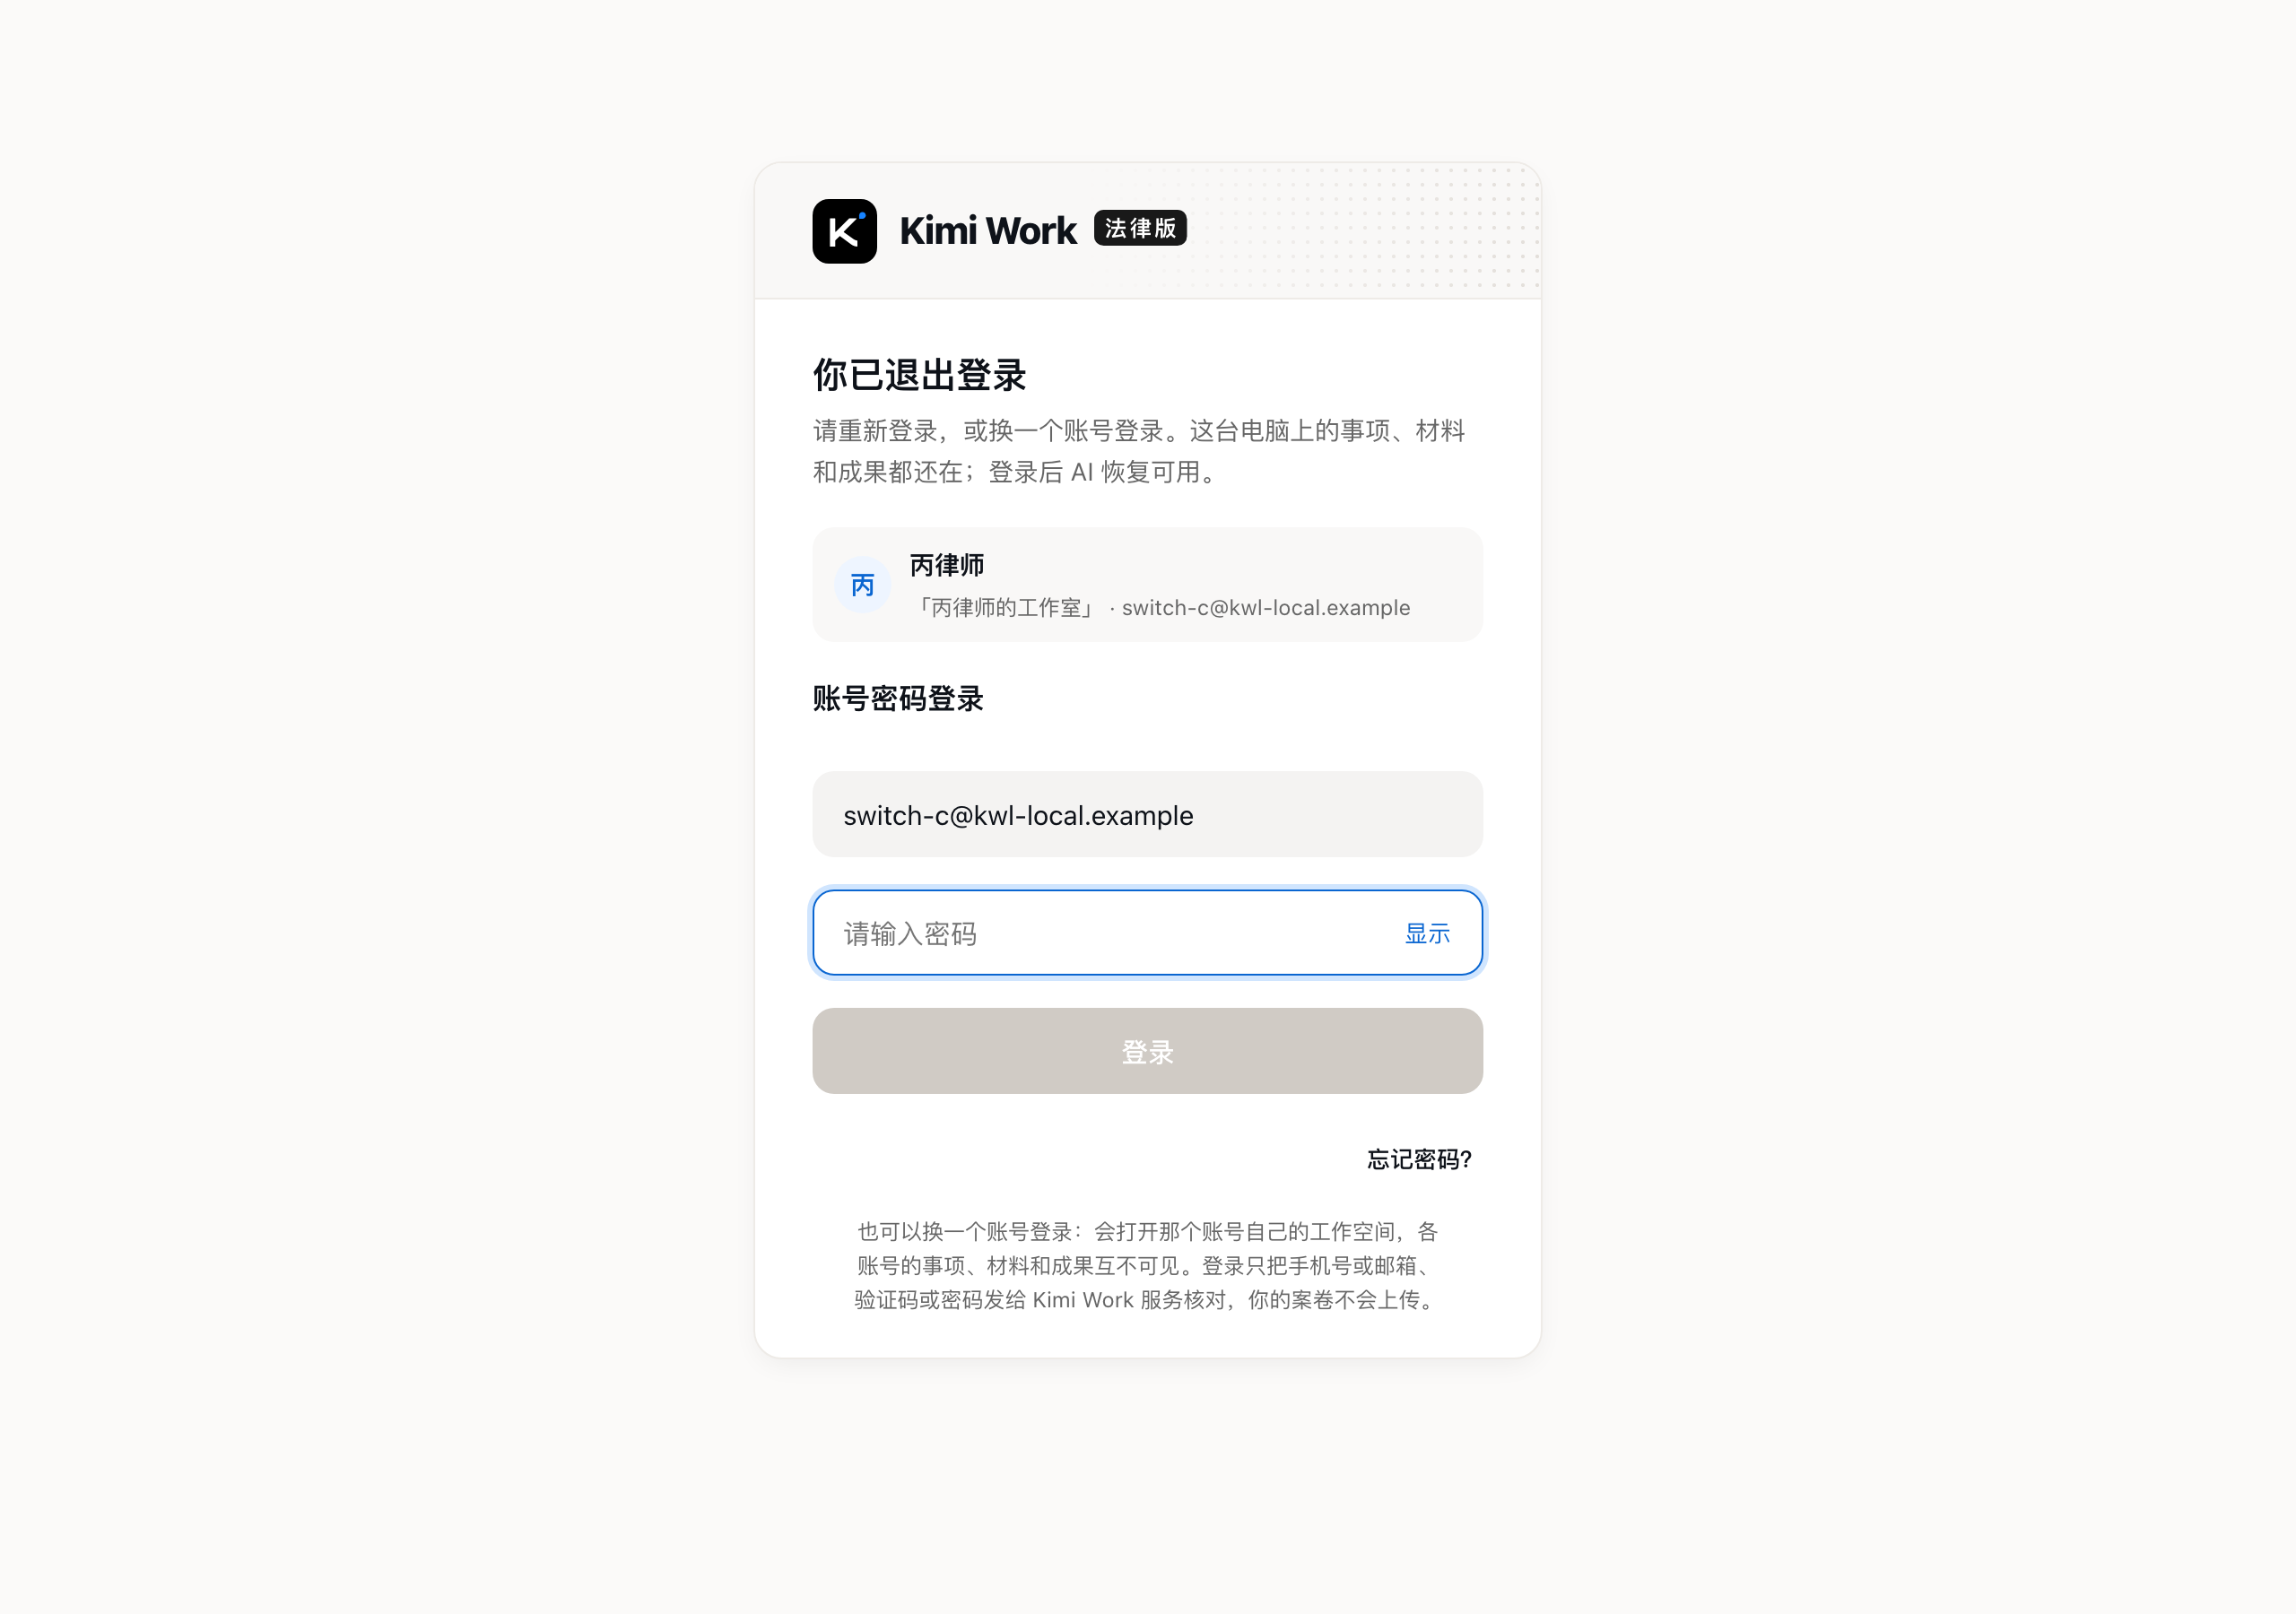 Kimi Work 法律版
你已退出登录
请重新登录，或换一个账号登录。这台电脑上的事项、材料
和成果都还在；登录后 AI 恢复可用。
丙
丙律师
「丙律师的工作室」 · switch-c@kwl-local.example
账号密码登录
switch-c@kwl-local.example
请输入密码 显示
登录
忘记密码?
也可以换一个账号登录：会打开那个账号自己的工作空间，各
账号的事项、材料和成果互不可见。登录只把手机号或邮箱、
验证码或密码发给 Kimi Work 服务核对，你的案卷不会上传。